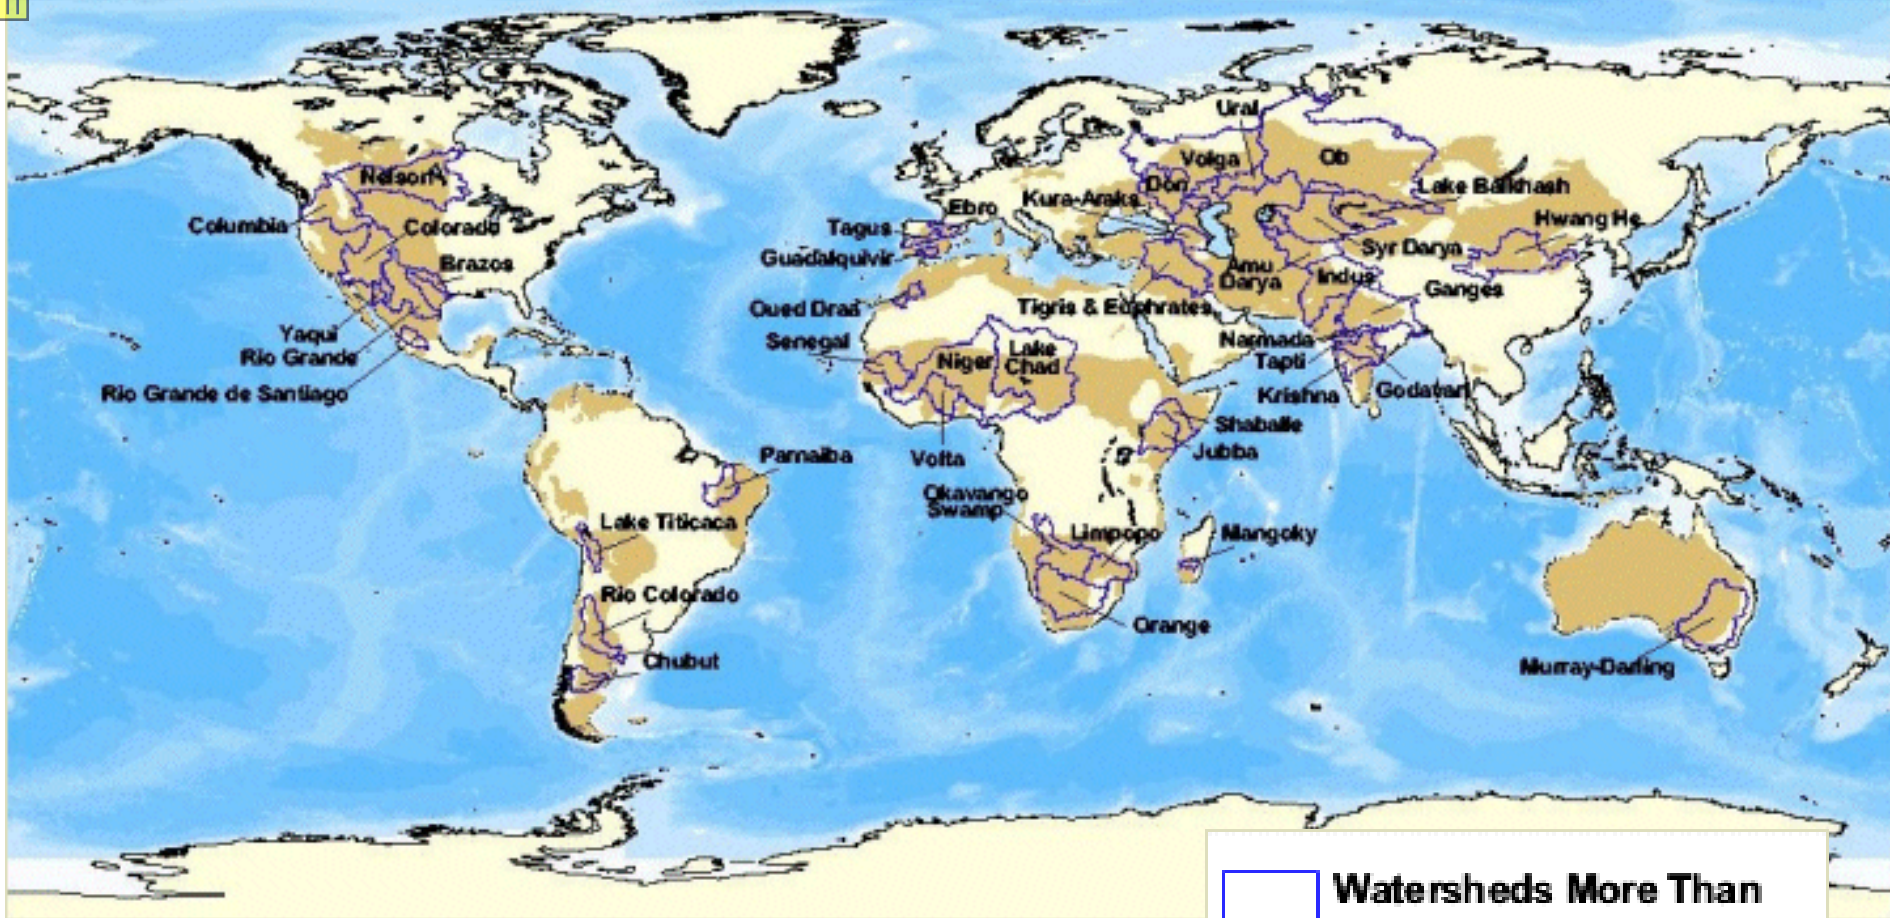 Ural
Volga
Ob
Nelson
Don
Lake Balkhash
Kura-Araks
Ebro
Hwang He
Columbia
Colorado
Tagus
Syr Darya
Guadalquivir
Brazos
Amu
Darya
Indus
Ganges
Oued Draa
Tigris & Euphrates
Yaqui
Senegal
Narmada
Rio Grande
Niger
Lake
Chad
Tapti
Rio Grande de Santiago
Krishna
Godavari
Shaballe
Parnaiba
Volta
Jubba
Okavango
Swamp
Lake Titicaca
Limpopo
Mangoky
Rio Colorado
Orange
Chubut
Murray-Darling
Watersheds More Than